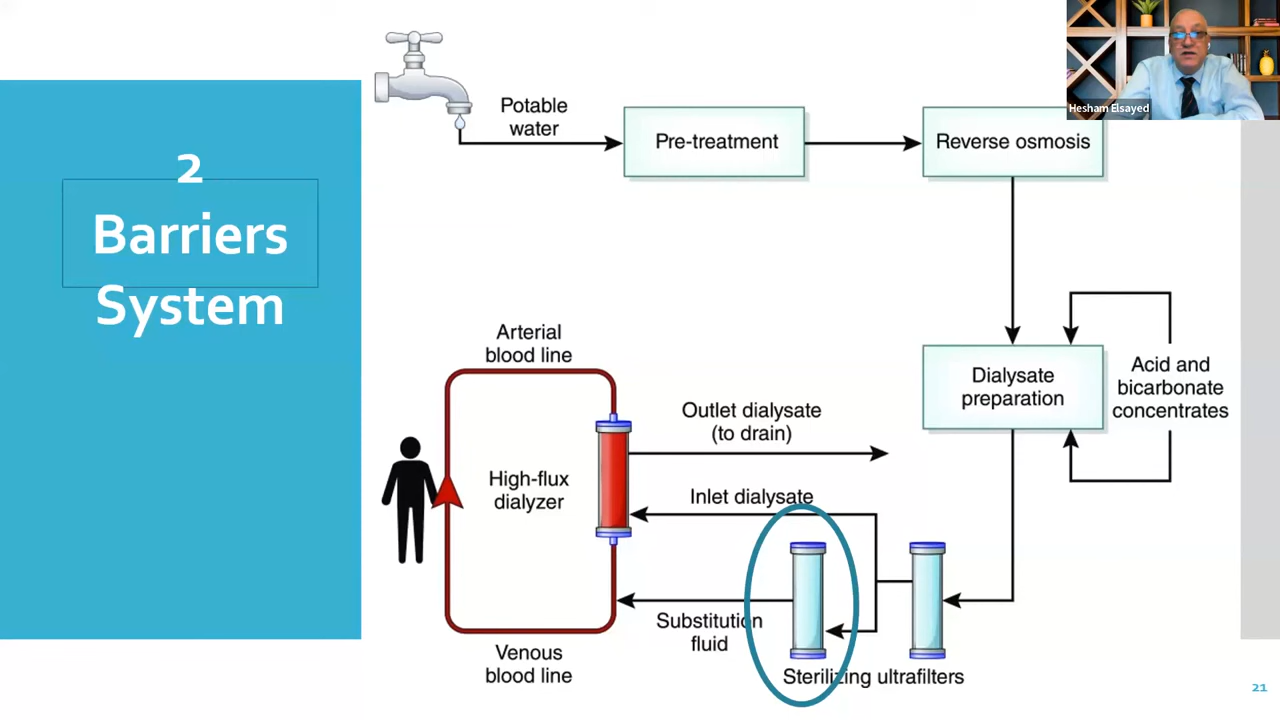 2
Barriers
System
Potable
water
Pre-treatment
Reverse osmosis
Hesham Elsayed
Dialysate
preparation
Acid and
bicarbonate
concentrates
Arterial
blood line
Outlet dialysate
(to drain)
High-flux
dialyzer
Inlet dialysate
Substitution
fluid
Venous
blood line
Sterilizing ultrafilters
21